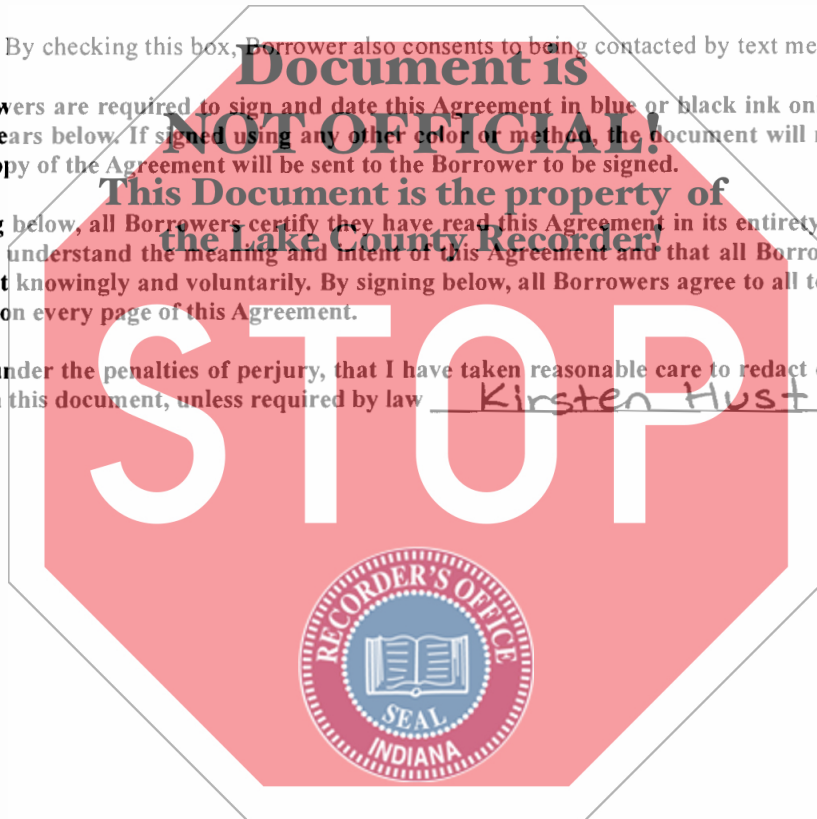 By checking this box, Borrower also consents to being contacted by text me
Document is
wers are required to sign and date this Agreement in blue or black ink on
NOT OFFICIAL!
ears below. If signed using any other color or method, the document will
opy of the Agreement will be sent to the Borrower to be signed.
This Document is the property of
g below, all Borrowers certify they have read this Agreement in its entirety
the Lake County Recorder!
understand the meaning and intent of this Agreement and that all Borro
t knowingly and voluntarily. By signing below, all Borrowers agree to all t
on every page of this Agreement.
STOP
nder the penalties of perjury, that I have taken reasonable care to redact
this document, unless required by law Kirsten Hust
RECORDER'S OFFICE
SEAL
INDIANA